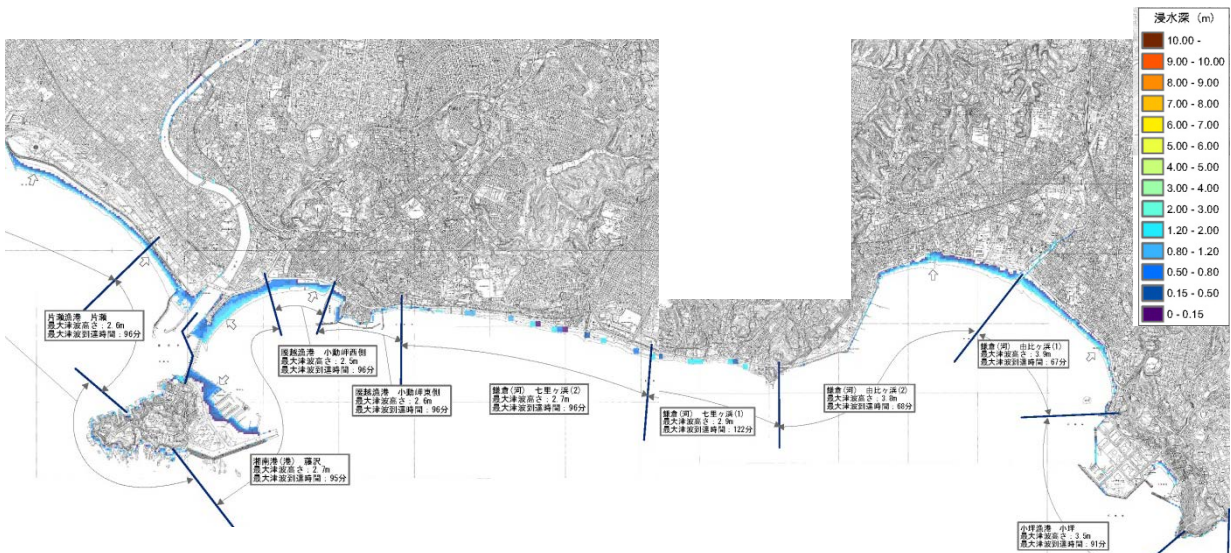 浸水深 (m)
10.00 -
9.00 - 10.00
8.00 - 9.00
7.00 - 8.00
6.00 - 7.00
5.00 - 6.00
4.00 - 5.00
3.00 - 4.00
2.00 - 3.00
1.20 - 2.00
0.80 - 1.20
0.50 - 0.80
0.15 - 0.50
0 - 0.15
片瀬漁港 片瀬
最大津波高さ:2.6m
最大津波到達時間:96分
腰越漁港 小動岬西側
最大津波高さ:2.5m
最大津波到達時間:96分
腰越漁港 小動岬東側
最大津波高さ:2.6m
最大津波到達時間:96分
湘南港(港) 藤沢
最大津波高さ:2.7m
最大津波到達時間:95分
鎌倉(河) 七里ヶ浜(2)
最大津波高さ:2.7m
最大津波到達時間:96分
鎌倉(河) 七里ヶ浜(1)
最大津波高さ:2.9m
最大津波到達時間:122分
鎌倉(河) 由比ヶ浜(2)
最大津波高さ:3.8m
最大津波到達時間:68分
鎌倉(河) 由比ヶ浜(1)
最大津波高さ:3.9m
最大津波到達時間:67分
小坪漁港 小坪
最大津波高さ:3.5m
最大津波到達時間:91分